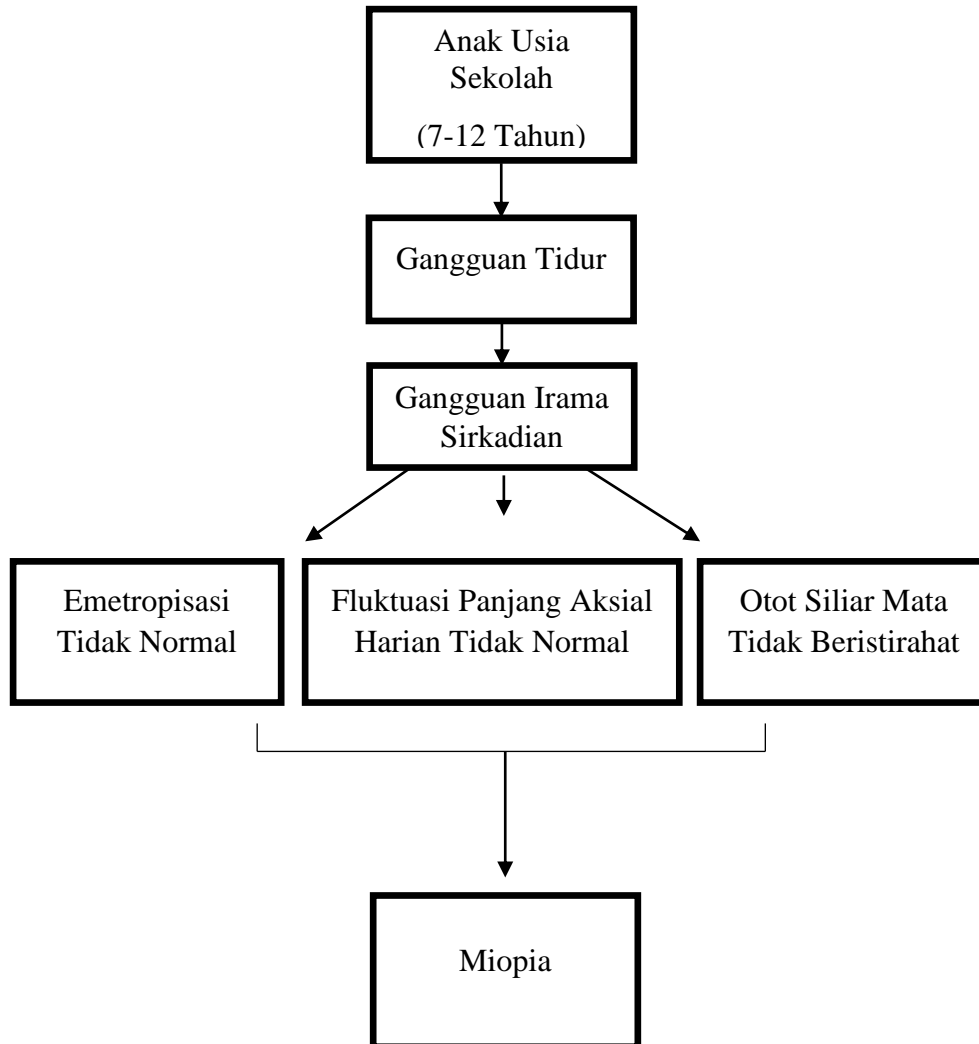 Anak Usia
Sekolah
(7-12 Tahun)
Gangguan Tidur
Gangguan Irama
Sirkadian
Emetropisasi
Tidak Normal
Fluktuasi Panjang Aksial
Harian Tidak Normal
Otot Siliar Mata
Tidak Beristirahat
Miopia